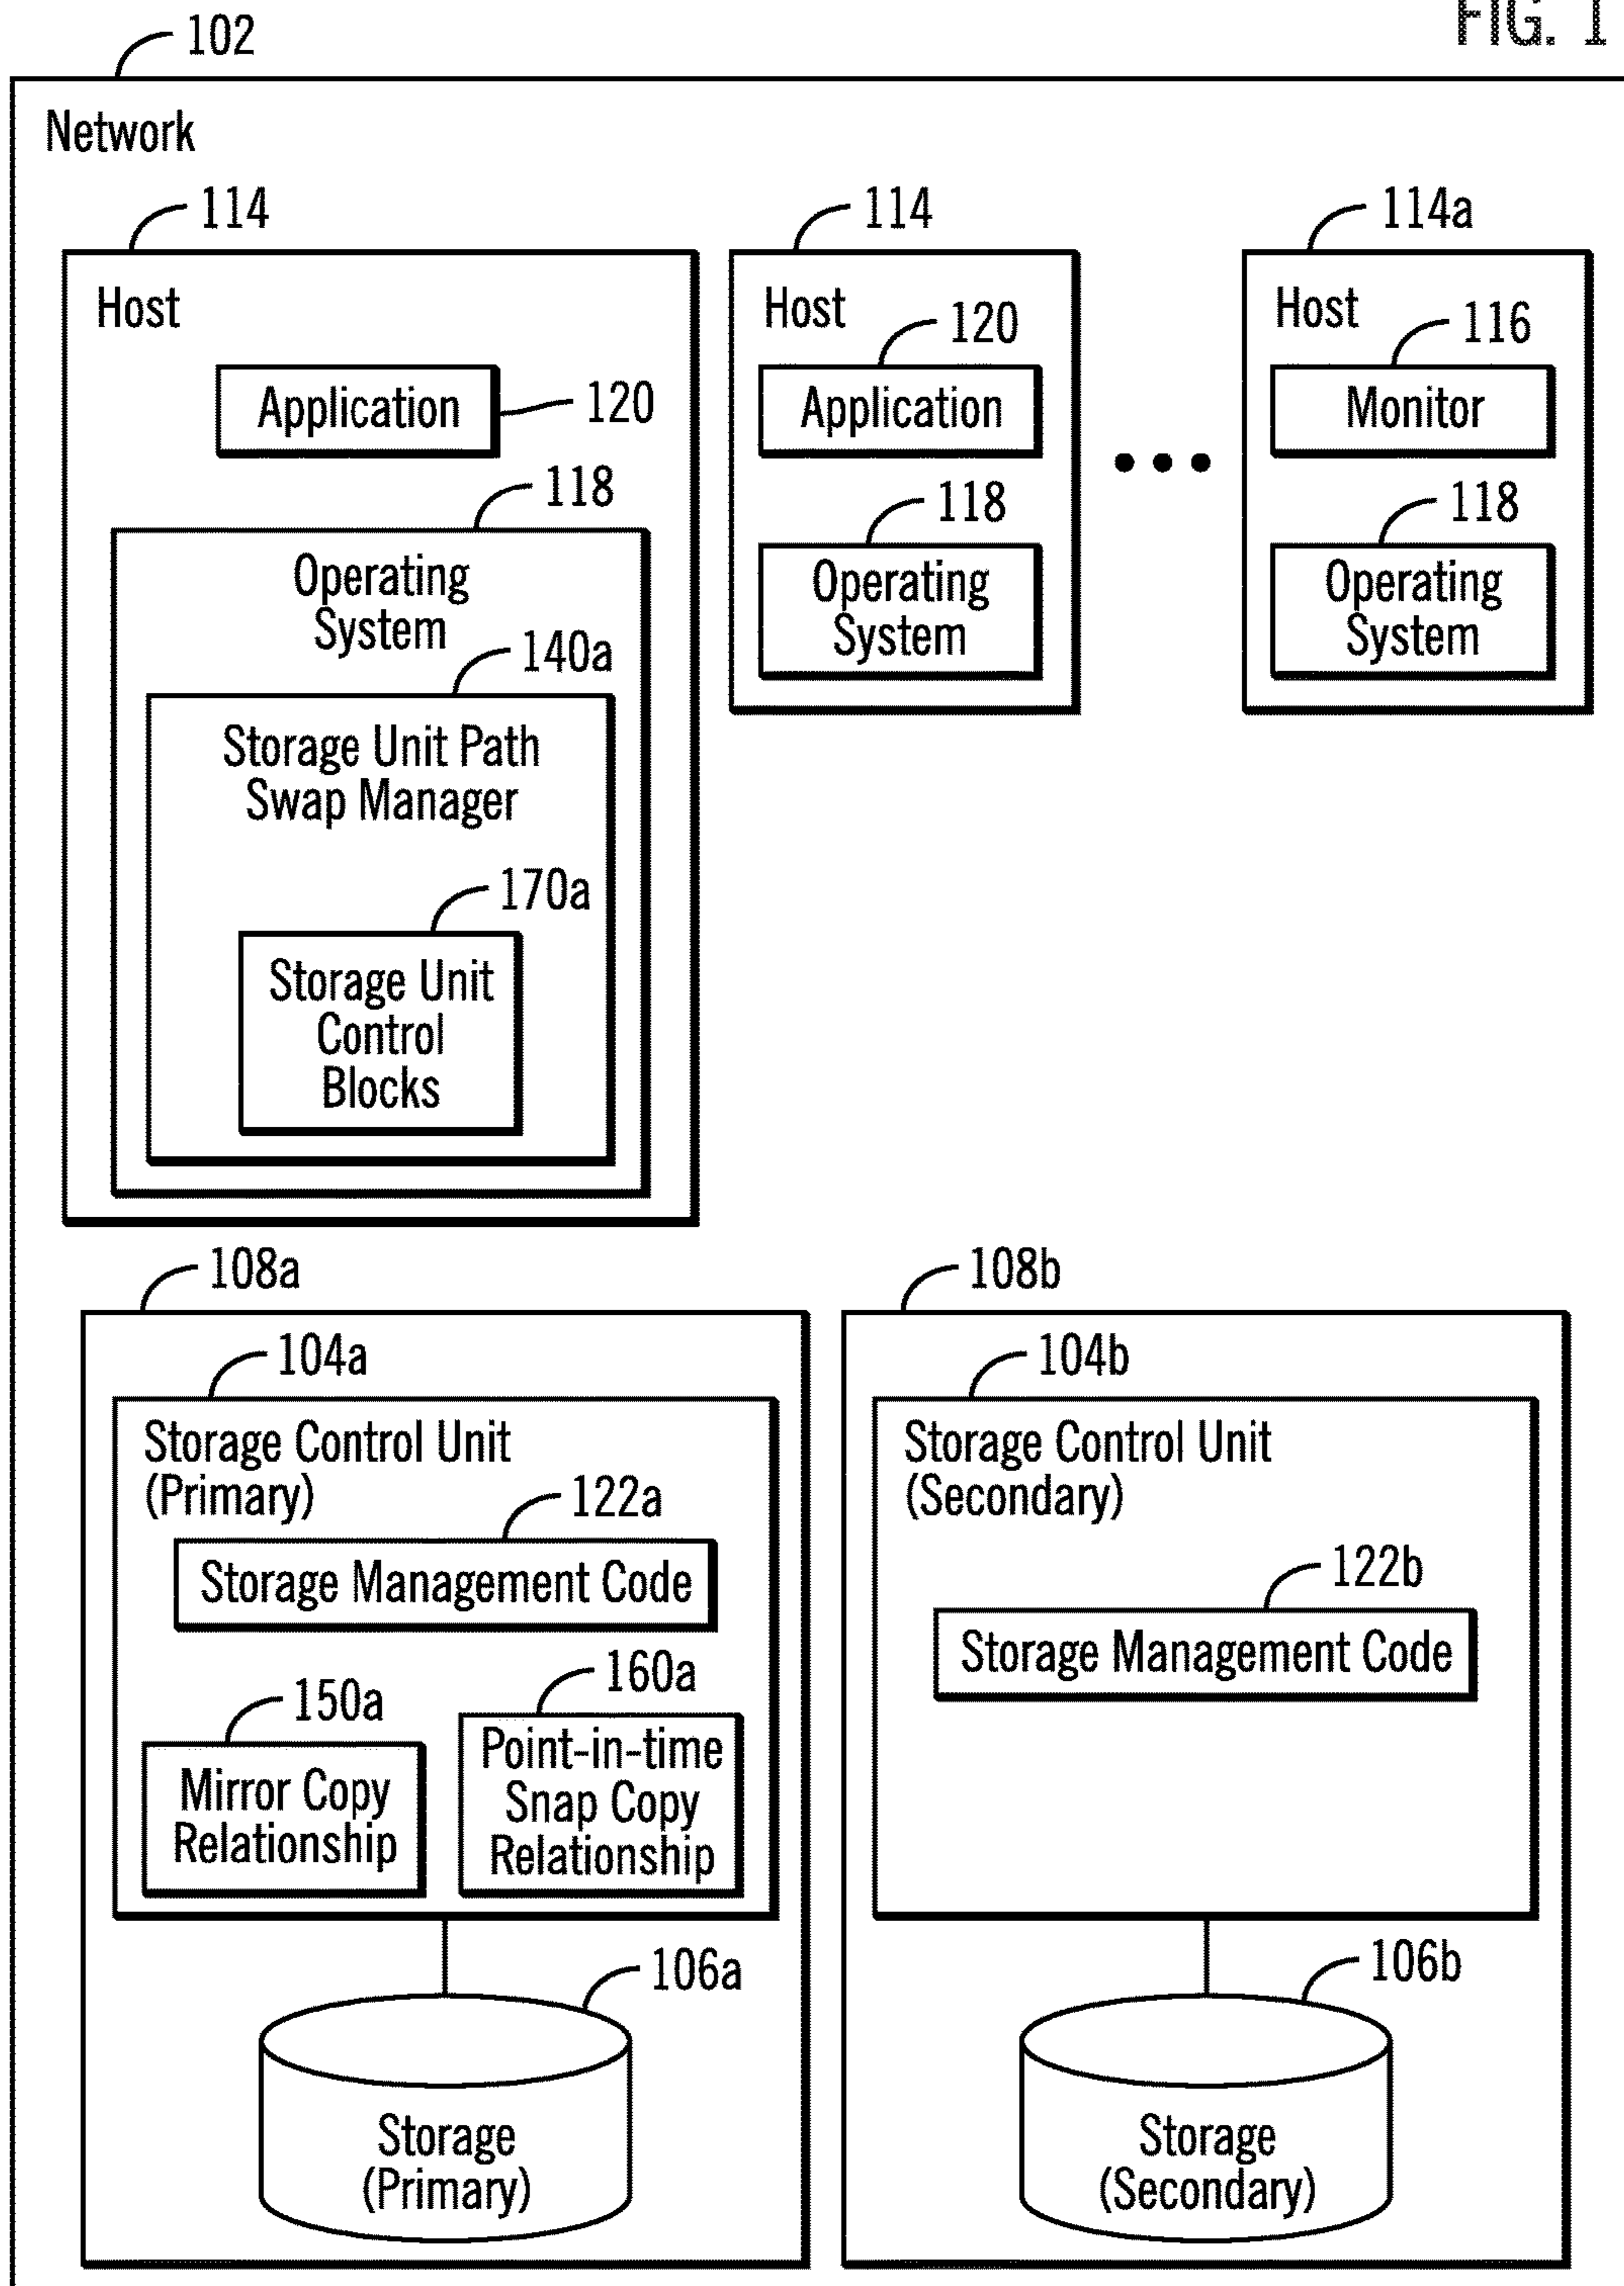 FIG. 1
102
Network
114
Host
Application
120
118
Operating
System
140a
Storage Unit Path
Swap Manager
170a
Storage Unit
Control
Blocks
114
Host
120
Application
118
Operating
System
114a
Host
116
Monitor
118
Operating
System
108a
104a
Storage Control Unit
(Primary)
122a
Storage Management Code
150a
Mirror Copy
Relationship
160a
Point-in-time
Snap Copy
Relationship
106a
Storage
(Primary)
108b
104b
Storage Control Unit
(Secondary)
122b
Storage Management Code
106b
Storage
(Secondary)